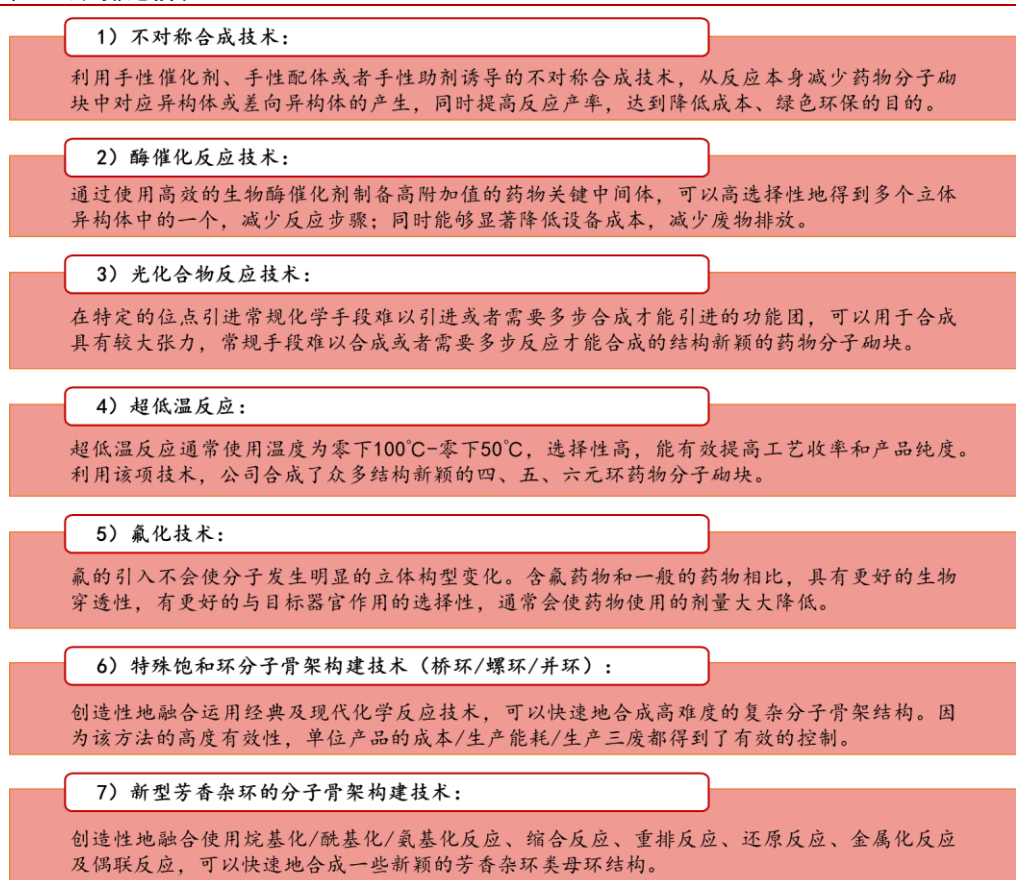 1）不对称合成技术：
利用手性催化剂、手性配体或者手性助剂诱导的不对称合成技术，从反应本身减少药物分子砌
块中对应异构体或差向异构体的产生，同时提高反应产率，达到降低成本、绿色环保的目的。
2）酶催化反应技术：
通过使用高效的生物酶催化剂制备高附加值的药物关键中间体，可以高选择性地得到多个立体
异构体中的一个，减少反应步骤；同时能够显著降低设备成本，减少废物排放。
3）光化合物反应技术：
在特定的位点引进常规化学手段难以引进或者需要多步合成才能引进的功能团，可以用于合成
具有较大张力，常规手段难以合成或者需要多步反应才能合成的结构新颖的药物分子砌块。
4）超低温反应：
超低温反应通常使用温度为零下100℃-零下50℃，选择性高，能有效提高工艺收率和产品纯度。
利用该项技术，公司合成了众多结构新颖的四、五、六元环药物分子砌块。
5）氟化技术：
氟的引入不会使分子发生明显的立体构型变化。含氟药物和一般的药物相比，具有更好的生物
穿透性，有更好的与目标器官作用的选择性，通常会使药物使用的剂量大大降低。
6）特殊饱和环分子骨架构建技术（桥环/螺环/并环）：
创造性地融合运用经典及现代化学反应技术，可以快速地合成高难度的复杂分子骨架结构。因
为该方法的高度有效性，单位产品的成本/生产能耗/生产三废都得到了有效的控制。
7）新型芳香杂环的分子骨架构建技术：
创造性地融合使用烷基化/酰基化/氨基化反应、缩合反应、重排反应、还原反应、金属化反应
及偶联反应，可以快速地合成一些新颖的芳香杂环类母环结构。